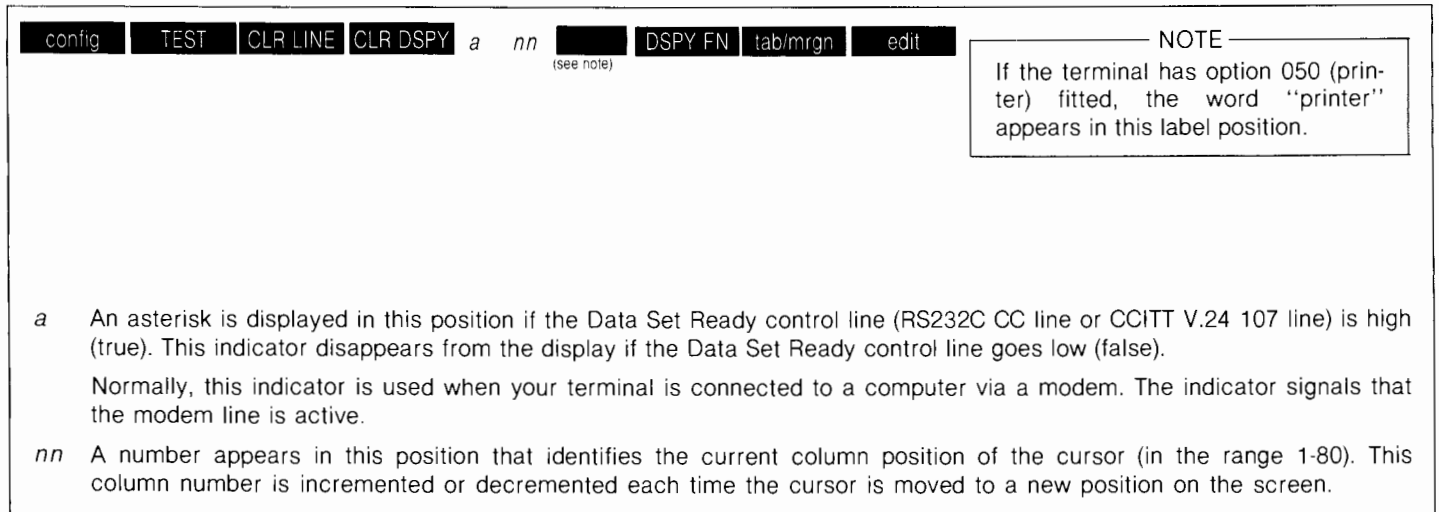 config TEST CLR LINE CLR DSPY a nn DSPY FN tab/mrgn edit
(see note)
NOTE
If the terminal has option 050 (prin-
ter) fitted, the word “printer”
appears in this label position.
a An asterisk is displayed in this position if the Data Set Ready control line (RS232C CC line or CCITT V.24 107 line) is high
(true). This indicator disappears from the display if the Data Set Ready control line goes low (false).
Normally, this indicator is used when your terminal is connected to a computer via a modem. The indicator signals that
the modem line is active.
nn A number appears in this position that identifies the current column position of the cursor (in the range 1-80). This
column number is incremented or decremented each time the cursor is moved to a new position on the screen.